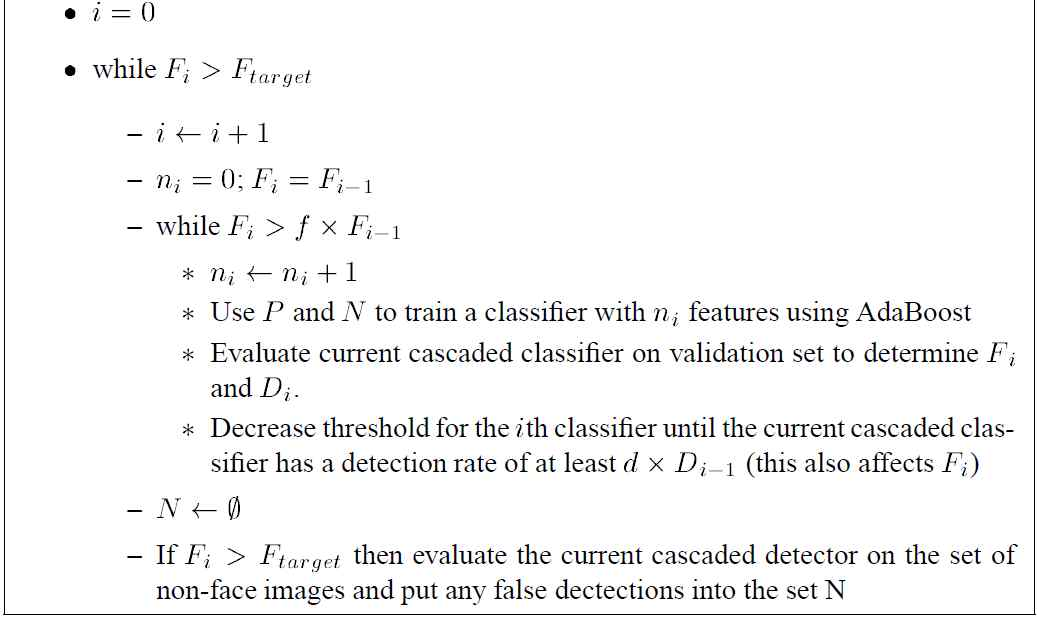 • i = 0
• while F_i > F_target
– i ← i + 1
– n_i = 0; F_i = F_{i−1}
– while F_i > f × F_{i−1}
∗ n_i ← n_i + 1
∗ Use P and N to train a classifier with n_i features using AdaBoost
∗ Evaluate current cascaded classifier on validation set to determine F_i
and D_i.
∗ Decrease threshold for the ith classifier until the current cascaded clas-
sifier has a detection rate of at least d × D_{i−1} (this also affects F_i)
– N ← ∅
– If F_i > F_target then evaluate the current cascaded detector on the set of
non-face images and put any false dectections into the set N